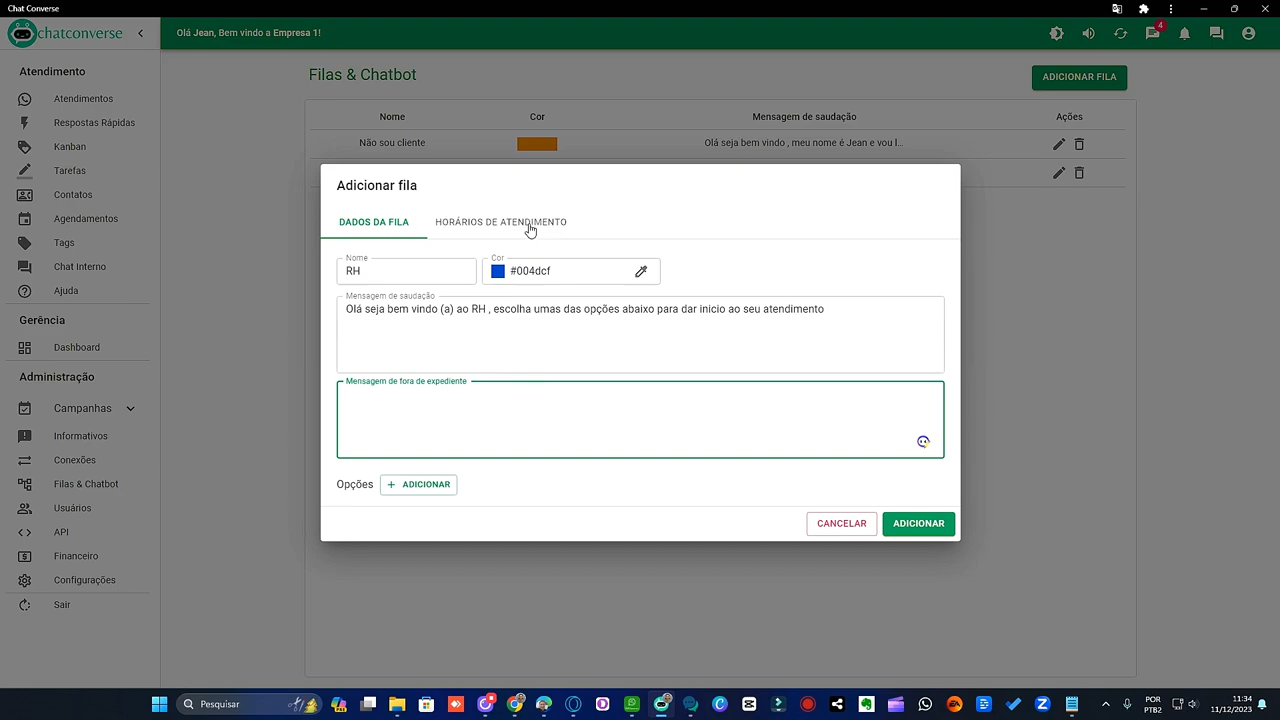 Chat Converse
chatconverse
Olá Jean, Bem vindo a Empresa 1!
4
Atendimento
Atendimentos
Respostas Rápidas
Kanban
Tarefas
Contatos
Agendamentos
Tags
Chat Interno
Ajuda
Gerência
Dashboard
Administração
Campanhas
Informativos
Conexões
Filas & Chatbot
Usuários
API
Financeiro
Configurações
Sair
Filas & Chatbot
ADICIONAR FILA
Nome Cor Mensagem de saudação Ações
Não sou cliente Olá seja bem vindo , meu nome é Jean e vou l...
Adicionar fila
DADOS DA FILA HORÁRIOS DE ATENDIMENTO
Nome Cor
RH #004dcf
Mensagem de saudação
Olá seja bem vindo (a) ao RH , escolha umas das opções abaixo para dar inicio ao seu atendimento
Mensagem de fora de expediente
Opções + ADICIONAR
CANCELAR ADICIONAR
Pesquisar
POR
PTB2
11:34
11/12/2023